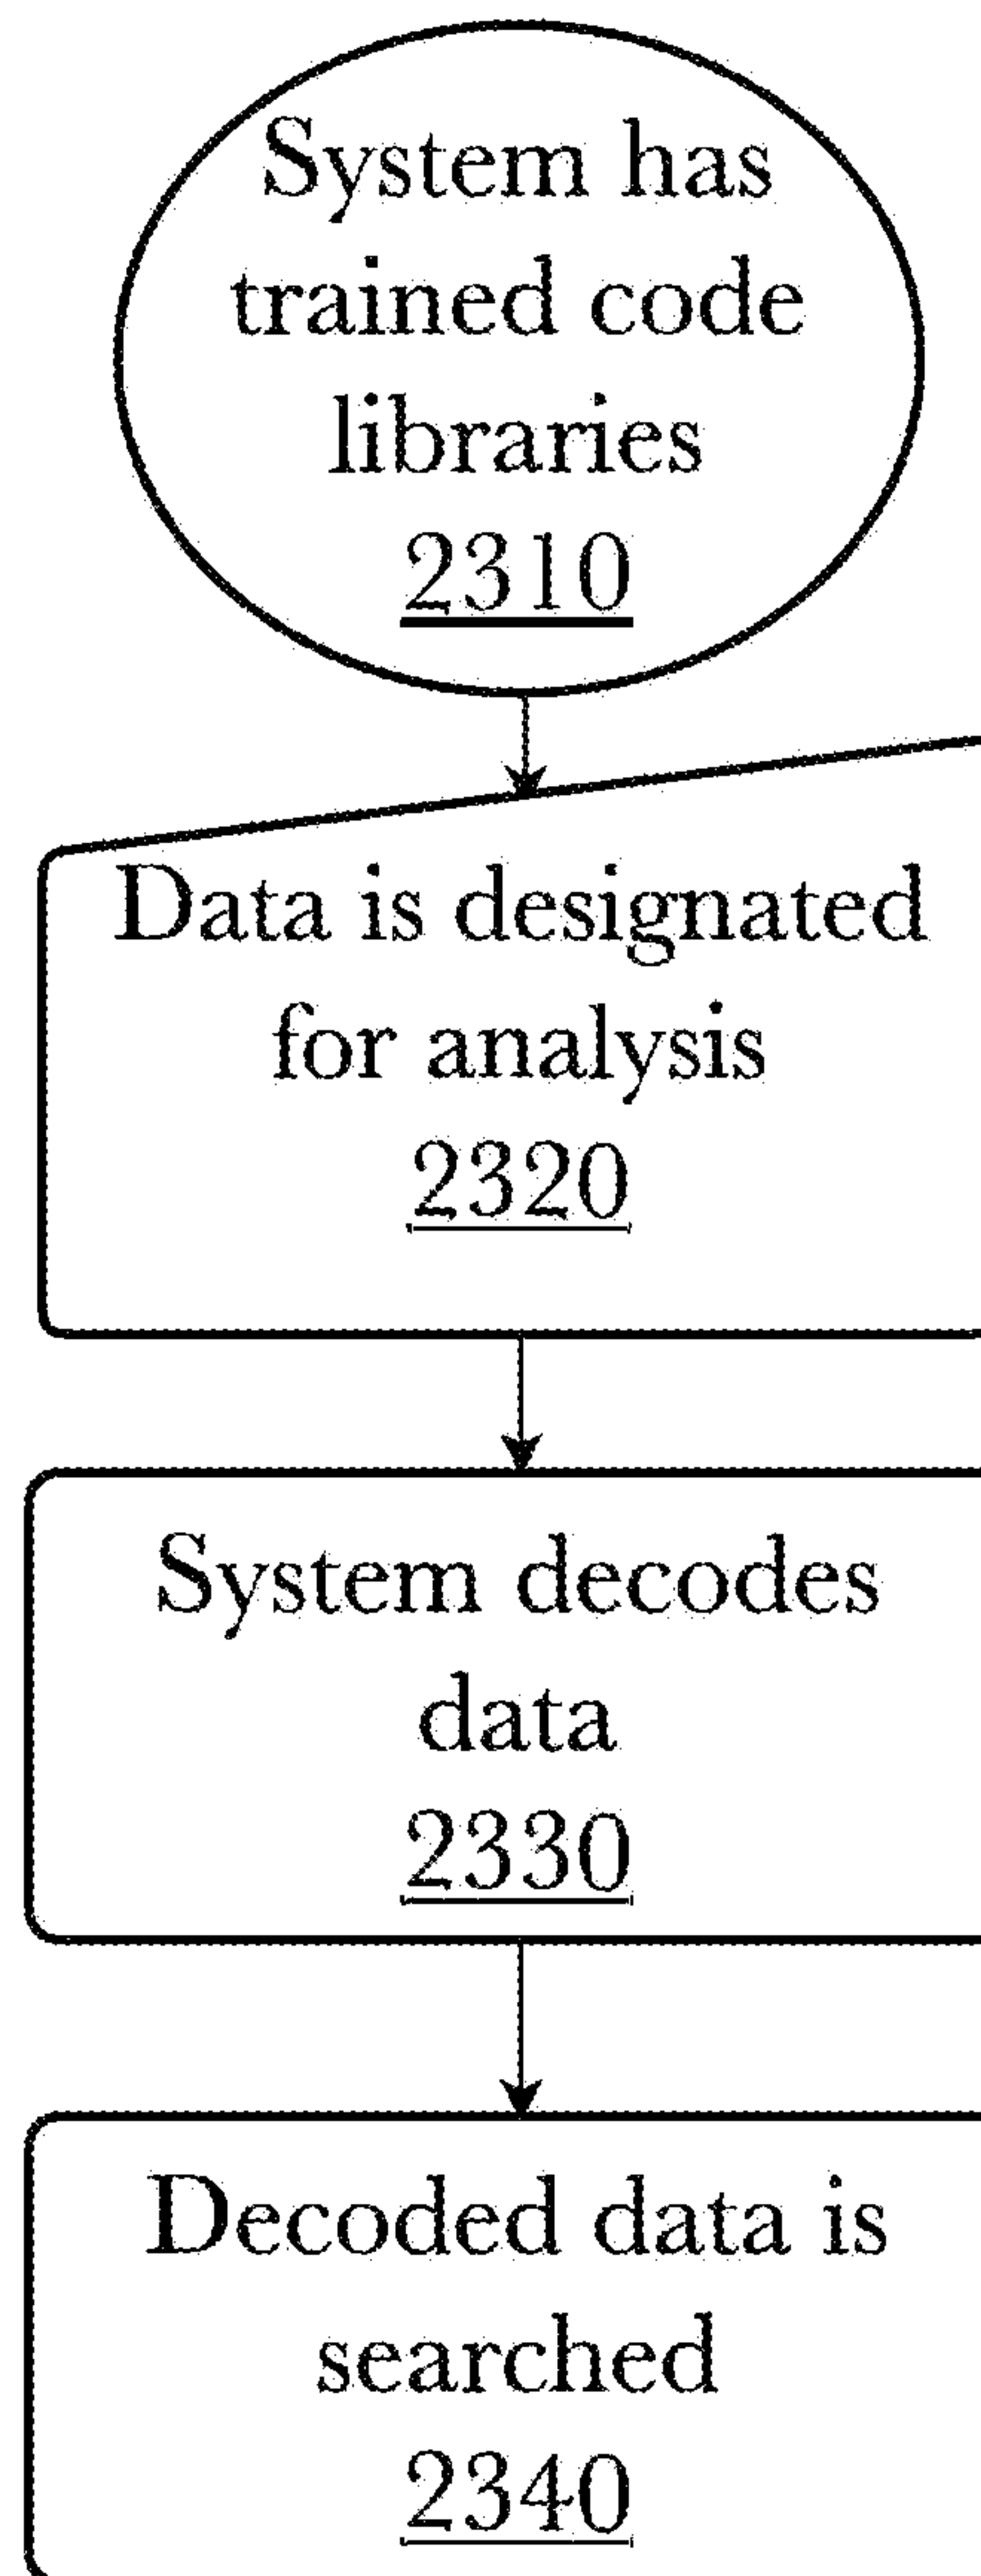 System has
trained code
libraries
2310
Data is designated
for analysis
2320
System decodes
data
2330
Decoded data is
searched
2340